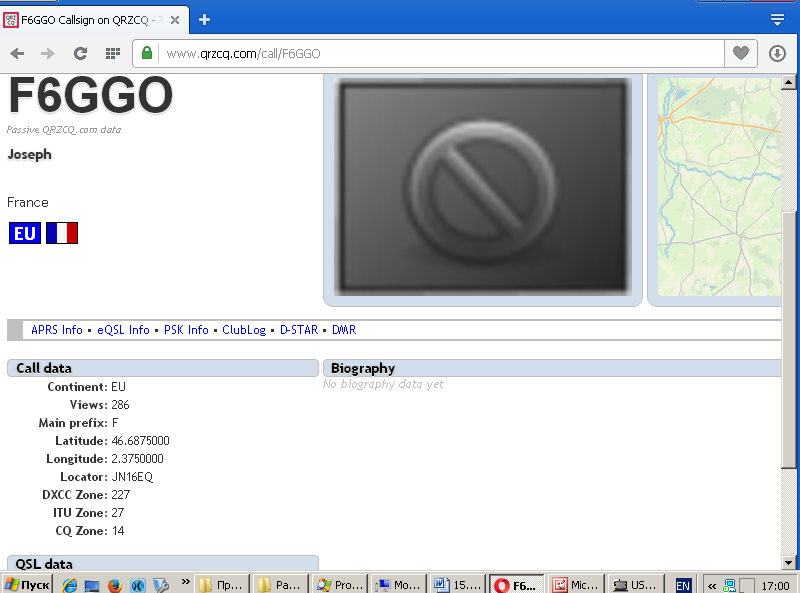 F6GGO Callsign on QRZCQ - T
www.qrzcq.com/call/F6GGO
F6GGO
Passive QRZCQ.com data
Joseph
France
EU
APRS Info • eQSL Info • PSK Info • ClubLog • D-STAR • DMR
Call data
Continent: EU
Views: 286
Main prefix: F
Latitude: 46.6875000
Longitude: 2.3750000
Locator: JN16EQ
DXCC Zone: 227
ITU Zone: 27
CQ Zone: 14
Biography
No biography data yet
QSL data
Пуск » Пр... Ра... Pro... Mo... 15.... F6... Mic... US... EN « 17:00